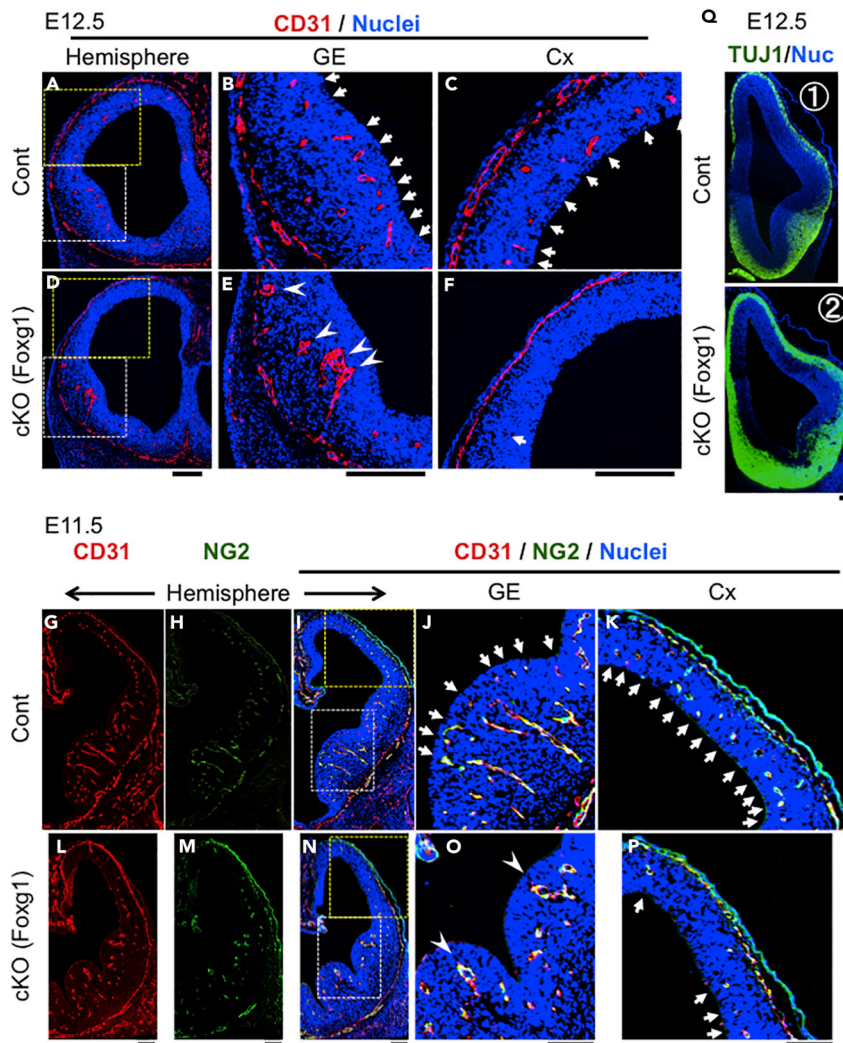 E12.5
CD31 / Nuclei
Hemisphere
GE
Cx
Q
E12.5
TUJ1/Nuc
Cont
A
B
C
①
Cont
cKO (Foxg1)
D
E
F
②
cKO (Foxg1)
E11.5
CD31
NG2
CD31 / NG2 / Nuclei
Hemisphere
GE
Cx
Cont
G
H
I
J
K
cKO (Foxg1)
L
M
N
O
P